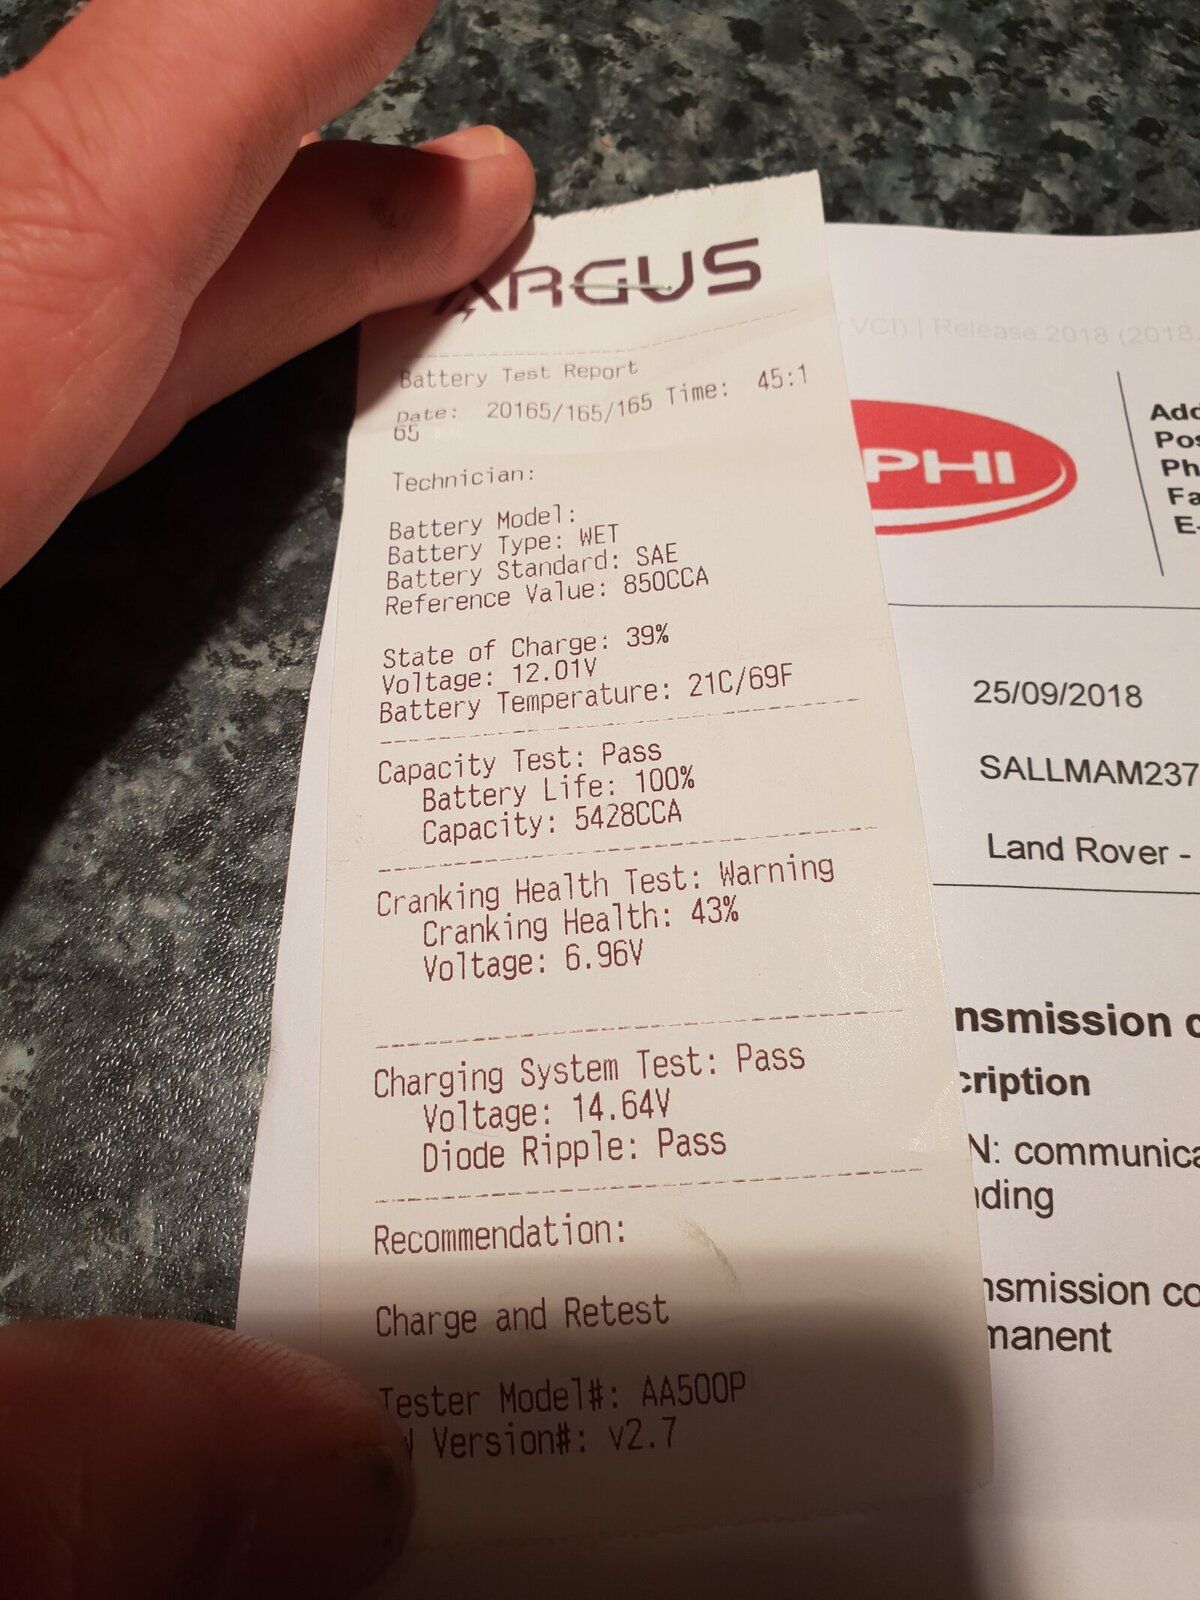 ARGUS
Battery Test Report
Date: 20165/165/165 Time: 45:1
65
Technician:
Battery Model:
Battery Type: WET
Battery Standard: SAE
Reference Value: 850CCA
State of Charge: 39%
Voltage: 12.01V
Battery Temperature: 21C/69F
Capacity Test: Pass
Battery Life: 100%
Capacity: 5428CCA
Cranking Health Test: Warning
Cranking Health: 43%
Voltage: 6.96V
Charging System Test: Pass
Voltage: 14.64V
Diode Ripple: Pass
Recommendation:
Charge and Retest
Tester Model#: AA500P
Version#: v2.7
VCI) | Release 2018 (2018.
PHI
Add
Pos
Ph
Fa
E-
25/09/2018
SALLMAM237
Land Rover -
nsmission c
cription
N: communica
nding
nsmission co
manent